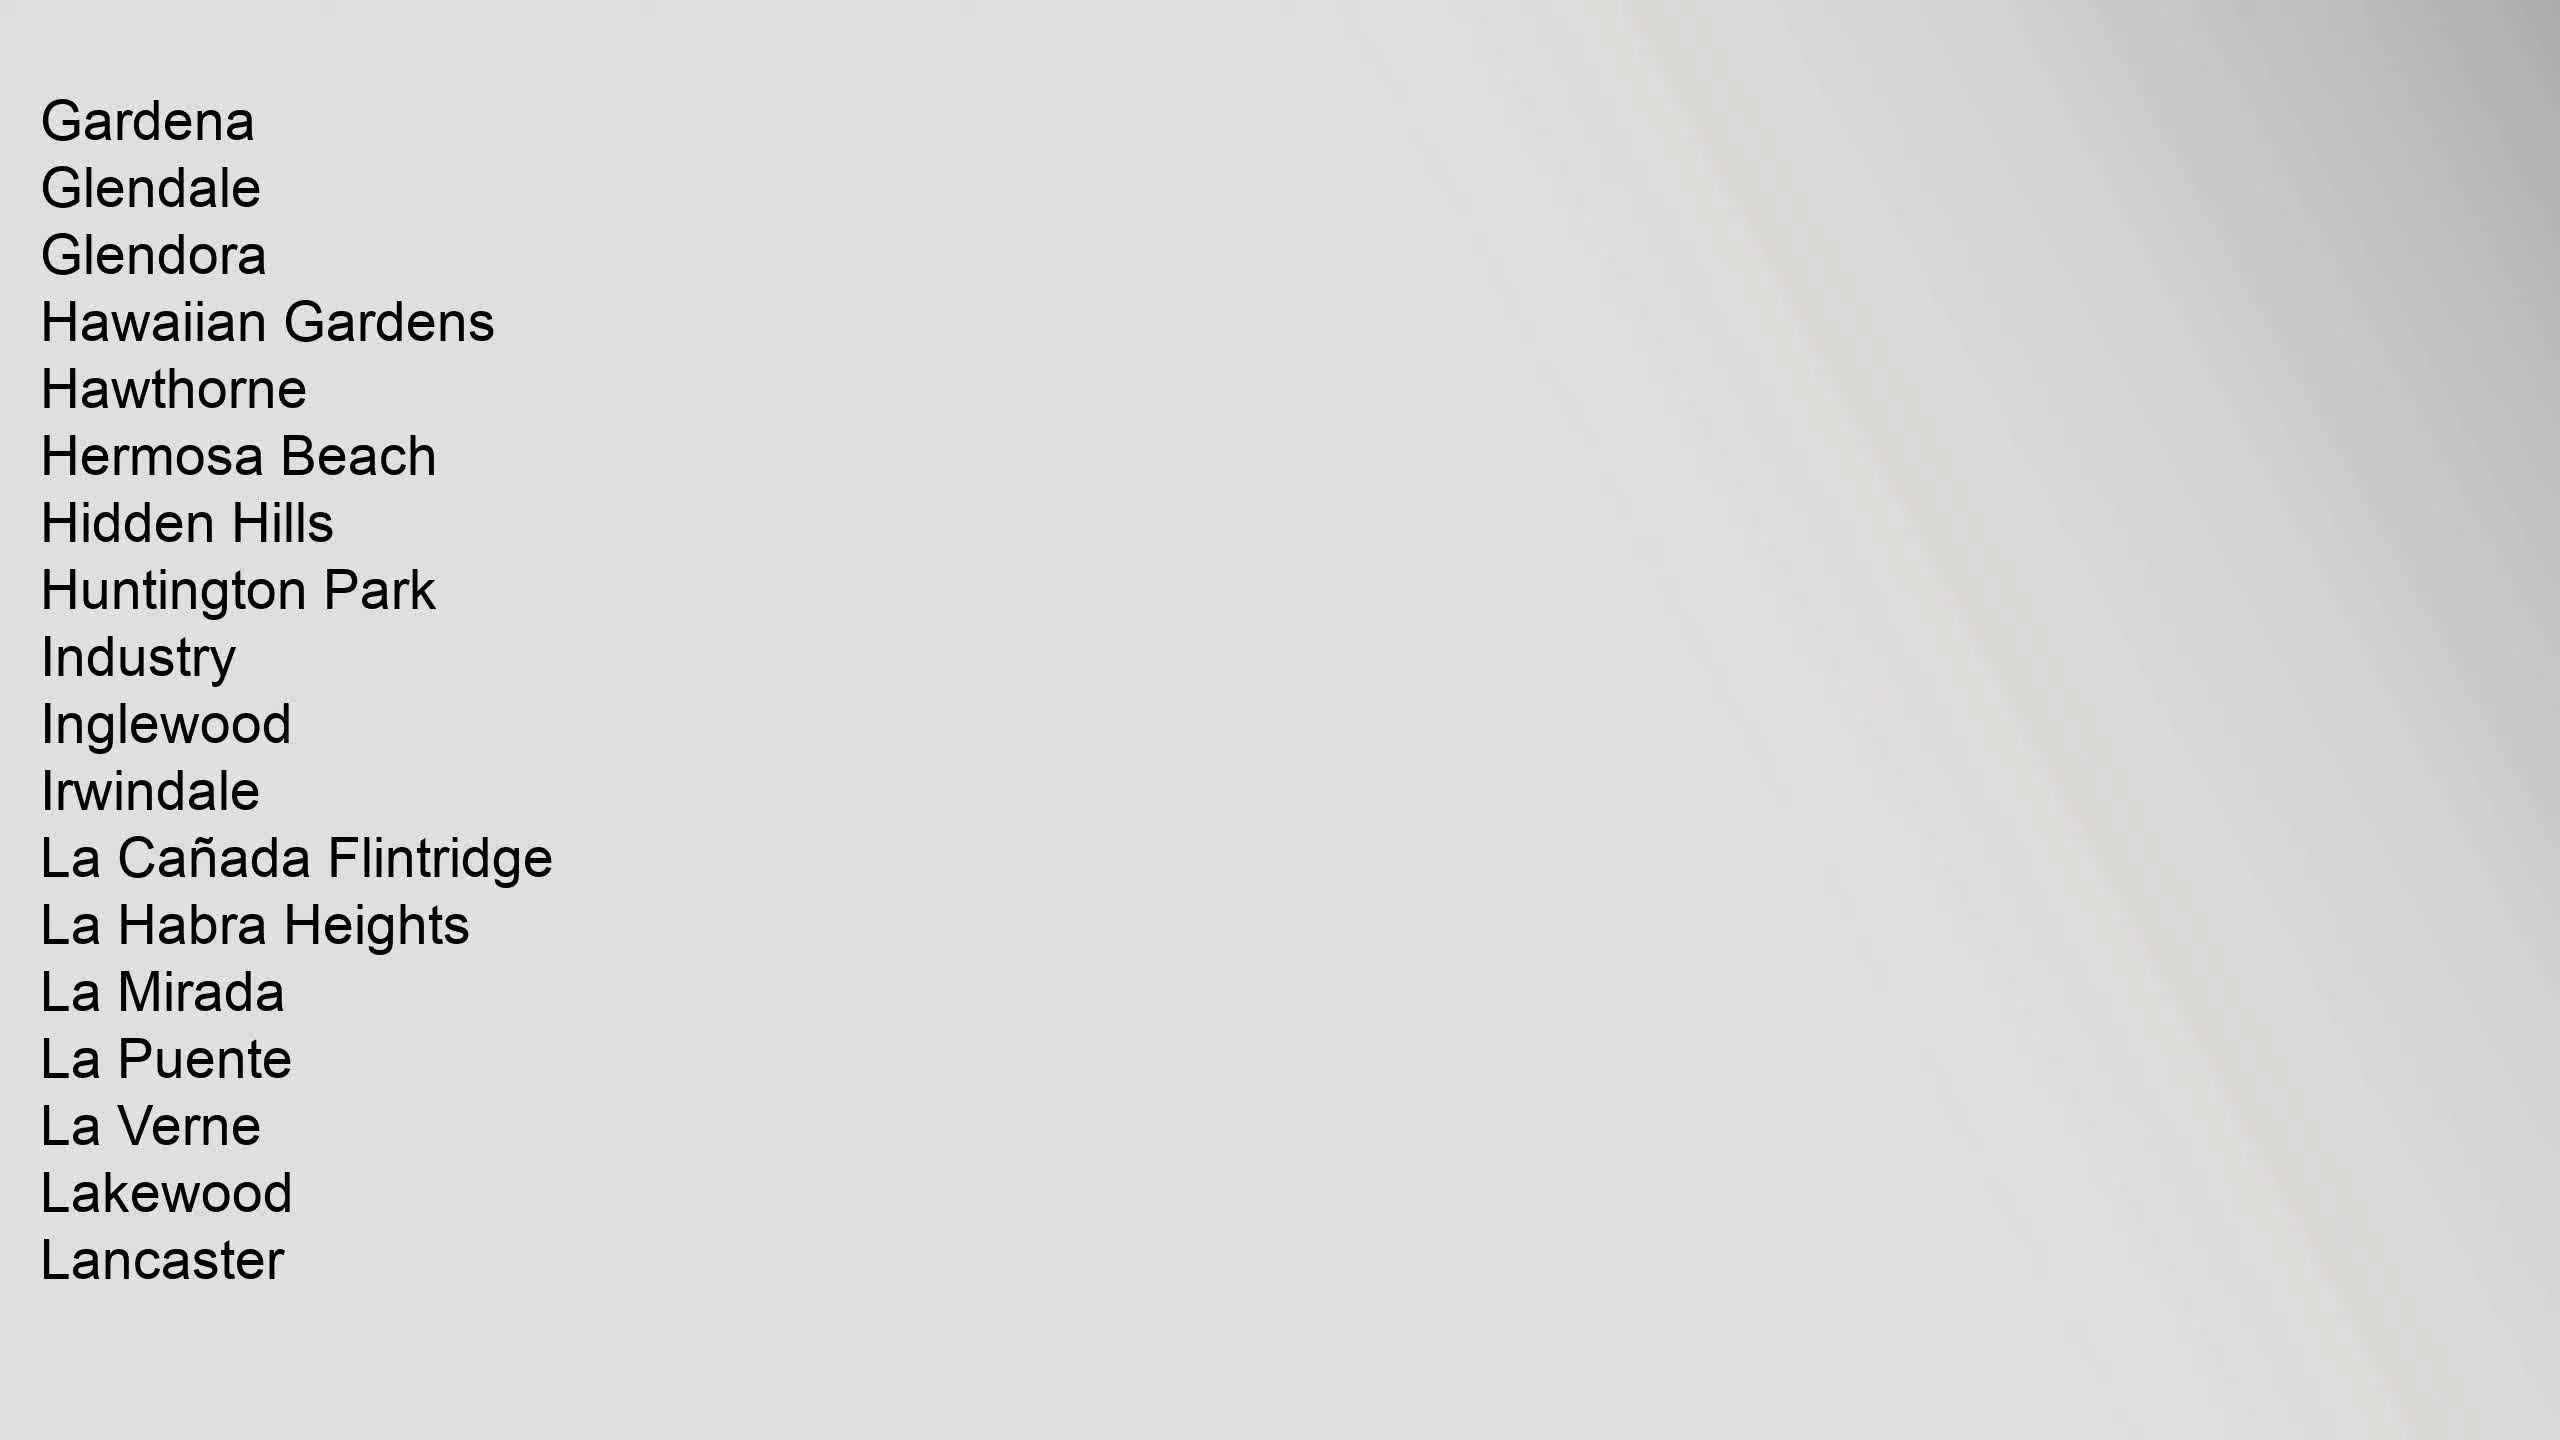 Gardena
Glendale
Glendora
Hawaiian Gardens
Hawthorne
Hermosa Beach
Hidden Hills
Huntington Park
Industry
Inglewood
Irwindale
La Cañada Flintridge
La Habra Heights
La Mirada
La Puente
La Verne
Lakewood
Lancaster